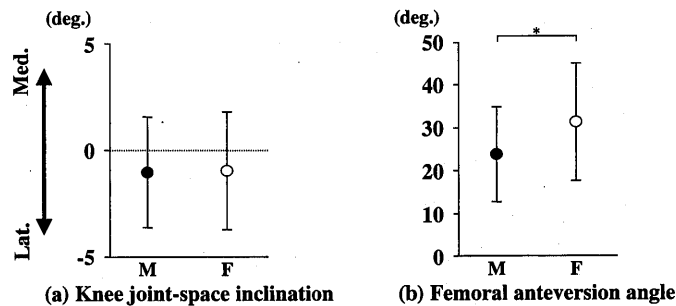 (deg.)
5
0
-5
Med.
Lat.
M F
(a) Knee joint-space inclination
(deg.)
50
40
30
20
10
0
*
M F
(b) Femoral anteversion angle